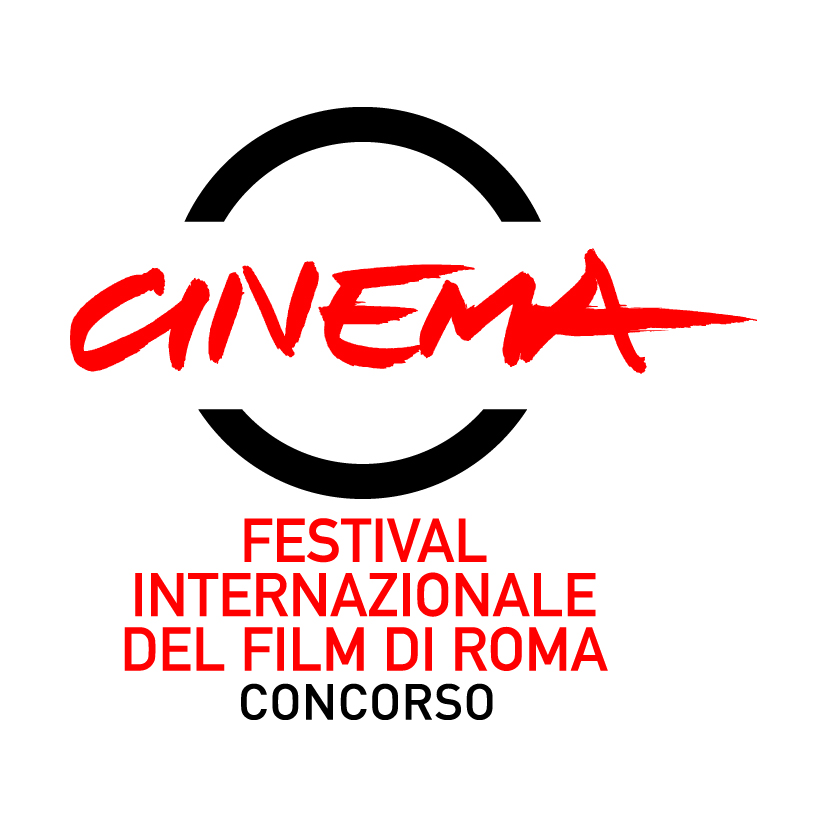 CINEMA
FESTIVAL
INTERNAZIONALE
DEL FILM DI ROMA
CONCORSO